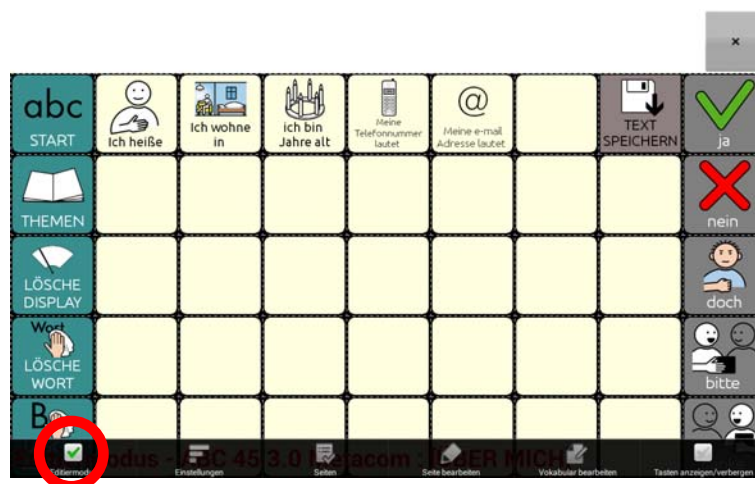 ×
abc
START
Ich heiße
Ich wohne
in
ich bin
Jahre alt
Meine
Telefonnummer
lautet
@
Meine e-mail
Adresse lautet
TEXT
SPEICHERN
ja
THEMEN
nein
LÖSCHE
DISPLAY
doch
Wort
LÖSCHE
WORT
bitte
B
odus - ABC 45 3.0 Metacom : ÜBER MICH
Editiermodus
Einstellungen
Seiten
Seite bearbeiten
Vokabular bearbeiten
Tasten anzeigen/verbergen